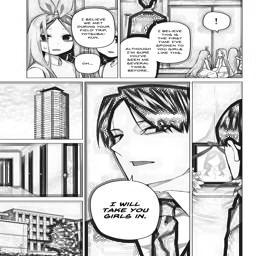 I BELIEVE
WE MET
DURING YOUR
FIELD TRIP,
YOTSUBA-
KUN.
OH...
I BELIEVE
THIS IS
THE FIRST
TIME I'VE
SPOKEN TO
YOU GIRLS
LIKE THIS.
ALTHOUGH
I'M SURE
YOU'VE
SEEN ME
SEVERAL
TIMES
BEFORE.
!
I WILL
TAKE YOU
GIRLS IN.